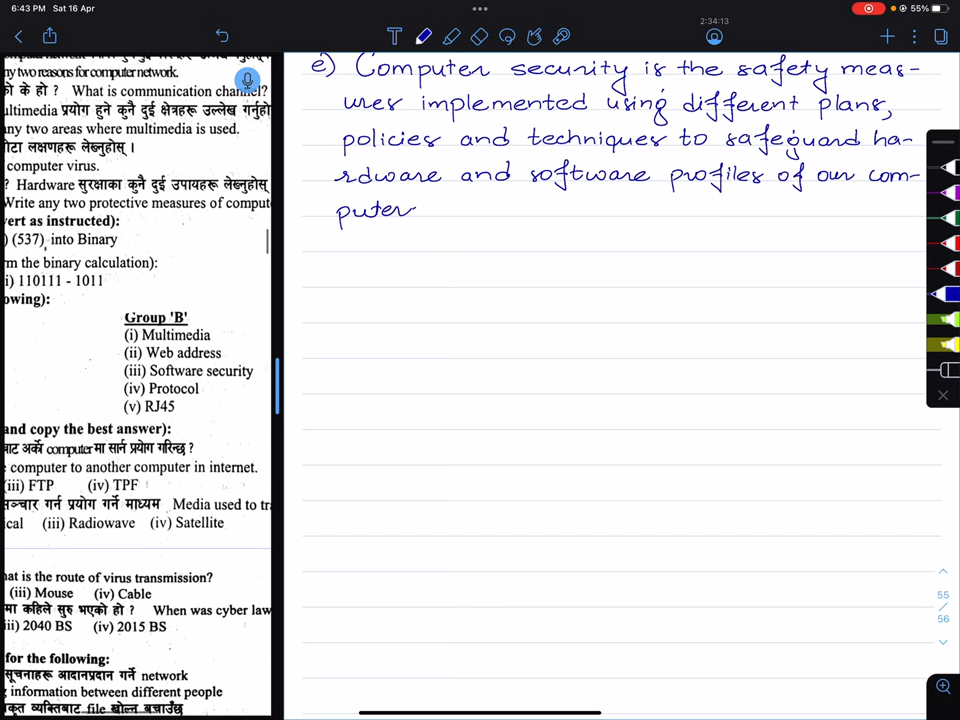 6:43 PM Sat 16 Apr
2:34:13
55%
ny two reasons for computer network.
को के हो ? What is communication channel?
ultimedia प्रयोग हुने कुनै दुई क्षेत्रहरू उल्लेख गर्नुहो
any two areas where multimedia is used.
गेटा लक्षणहरू लेख्नुहोस् ।
computer virus.
? Hardware सुरक्षाका कुनै दुई उपायहरू लेख्नुहोस्
Write any two protective measures of comput
vert as instructed):
) (537) into Binary
rm the binary calculation):
i) 110111 - 1011
owing):
Group 'B'
(i) Multimedia
(ii) Web address
(iii) Software security
(iv) Protocol
(v) RJ45
and copy the best answer):
बाट अर्को computer मा सार्न प्रयोग गरिन्छ ?
e computer to another computer in internet.
(iii) FTP (iv) TPF
सञ्चार गर्न प्रयोग गर्ने माध्यम Media used to tra
ical (iii) Radiowave (iv) Satellite
hat is the route of virus transmission?
(iii) Mouse (iv) Cable
मा कहिले सुरु भएको हो ? When was cyber law
iii) 2040 BS (iv) 2015 BS
for the following:
सूचनाहरू आदानप्रदान गर्ने network
g information between different people
कृत व्यक्तिबाट file खोल्न बचाउँछ
e) Computer security is the safety meas-
ures implemented using different plans,
policies and techniques to safeguard ha-
rdware and software profiles of our com-
puter
55
/
56